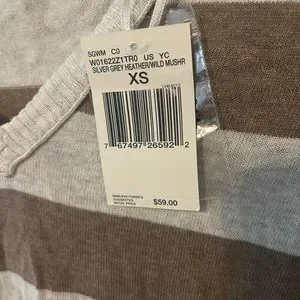 SGWM C0
W01622Z1TR0 US YC
SILVER GREY HEATHER/WILD MUSHR
XS
7 67497 26592 2
MANUFACTURER'S
SUGGESTED
RETAIL PRICE
$59.00